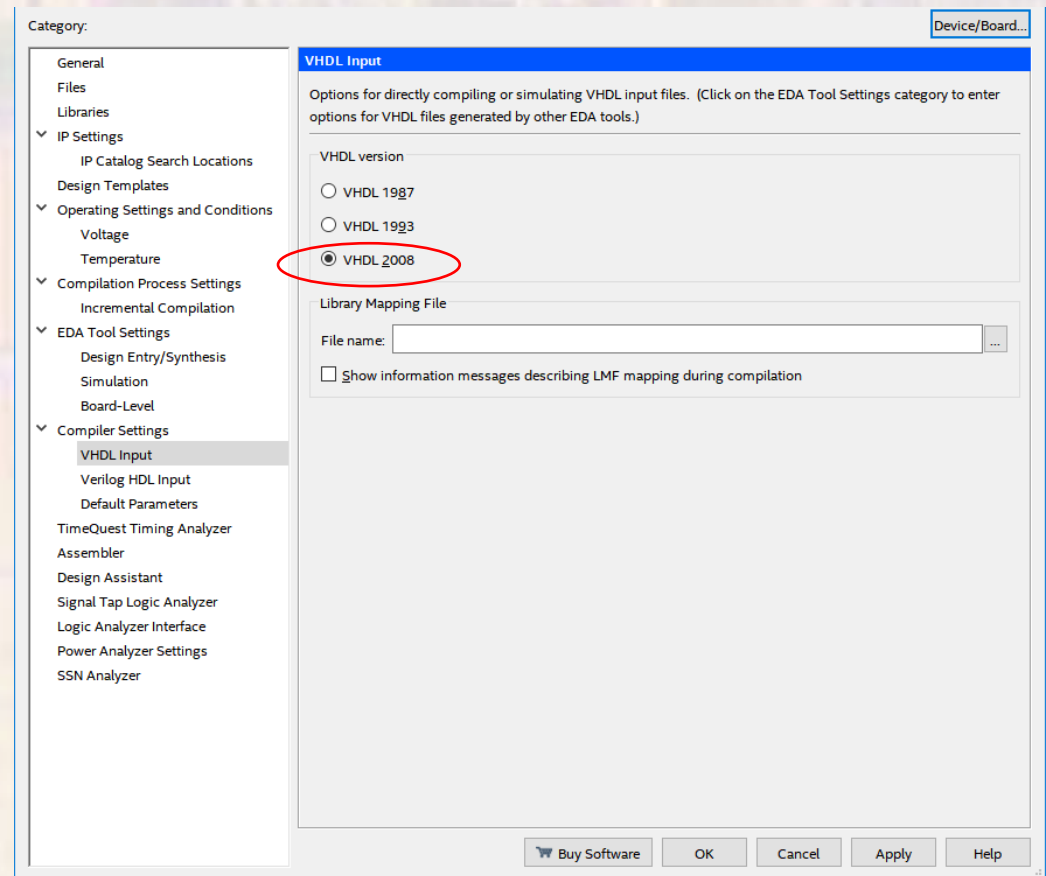 Category:
Device/Board...
General
Files
Libraries
IP Settings
IP Catalog Search Locations
Design Templates
Operating Settings and Conditions
Voltage
Temperature
Compilation Process Settings
Incremental Compilation
EDA Tool Settings
Design Entry/Synthesis
Simulation
Board-Level
Compiler Settings
VHDL Input
Verilog HDL Input
Default Parameters
TimeQuest Timing Analyzer
Assembler
Design Assistant
Signal Tap Logic Analyzer
Logic Analyzer Interface
Power Analyzer Settings
SSN Analyzer
VHDL Input
Options for directly compiling or simulating VHDL input files. (Click on the EDA Tool Settings category to enter
options for VHDL files generated by other EDA tools.)
VHDL version
VHDL 1987
VHDL 1993
VHDL 2008
Library Mapping File
File name:
...
Show information messages describing LMF mapping during compilation
Buy Software
OK
Cancel
Apply
Help